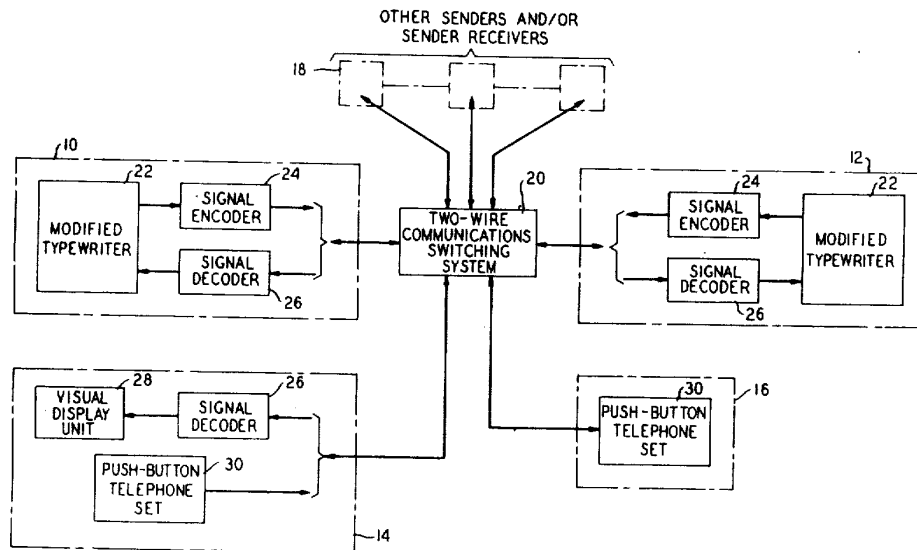 OTHER SENDERS AND/OR
SENDER RECEIVERS
18
10
22
24
MODIFIED
TYPEWRITER
SIGNAL
ENCODER
SIGNAL
DECODER
26
20
TWO-WIRE
COMMUNICATIONS
SWITCHING
SYSTEM
12
24
22
SIGNAL
ENCODER
SIGNAL
DECODER
26
MODIFIED
TYPEWRITER
28
26
VISUAL
DISPLAY
UNIT
SIGNAL
DECODER
30
PUSH-BUTTON
TELEPHONE
SET
14
30
16
PUSH-BUTTON
TELEPHONE
SET